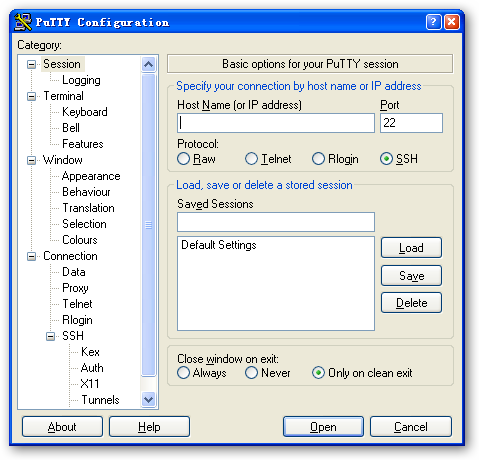 PuTTY Configuration
Category:
Session
Logging
Terminal
Keyboard
Bell
Features
Window
Appearance
Behaviour
Translation
Selection
Colours
Connection
Data
Proxy
Telnet
Rlogin
SSH
Kex
Auth
X11
Tunnels
Basic options for your PuTTY session
Specify your connection by host name or IP address
Host Name (or IP address) Port
22
Protocol:
Raw Telnet Rlogin SSH
Load, save or delete a stored session
Saved Sessions
Default Settings
Load
Save
Delete
Close window on exit:
Always Never Only on clean exit
About Help Open Cancel